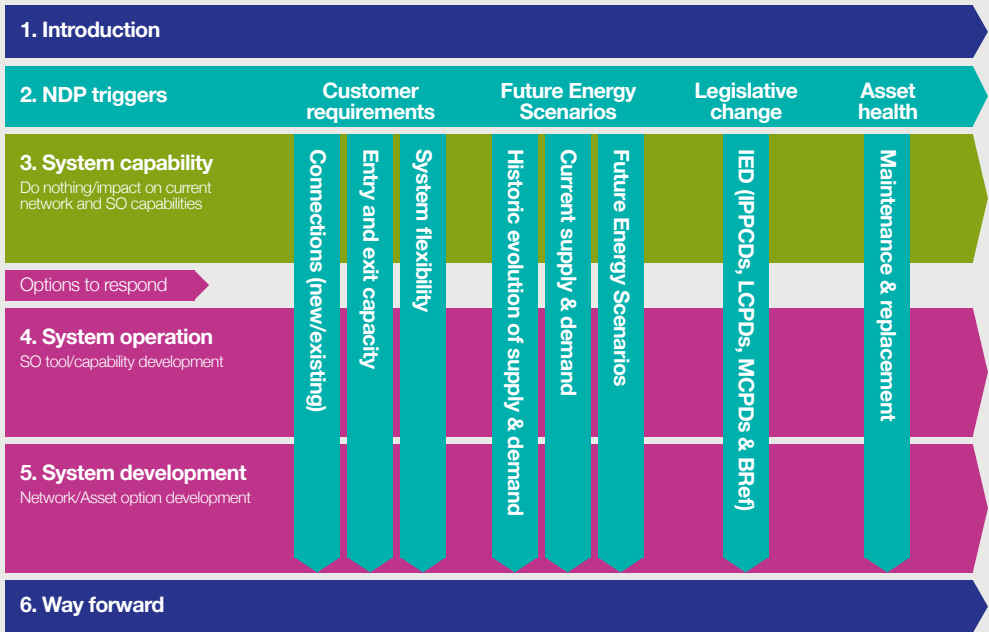 1. Introduction
2. NDP triggers
Customer
requirements
Future Energy
Scenarios
Legislative
change
Asset
health
3. System capability
Do nothing/impact on current
network and SO capabilities
Connections (new/existing)
Entry and exit capacity
System flexibility
Historic evolution of supply & demand
Current supply & demand
Future Energy Scenarios
IED (IPPCDs, LCPDs, MCPDs & BRef)
Maintenance & replacement
Options to respond
4. System operation
SO tool/capability development
5. System development
Network/Asset option development
6. Way forward